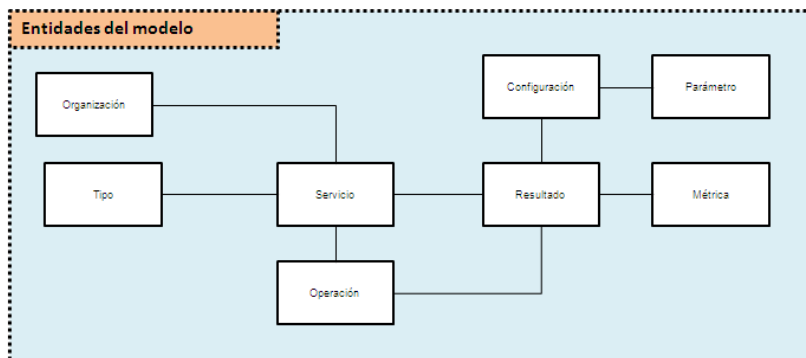 Entidades del modelo
Configuración
Parámetro
Organización
Tipo
Servicio
Resultado
Métrica
Operación